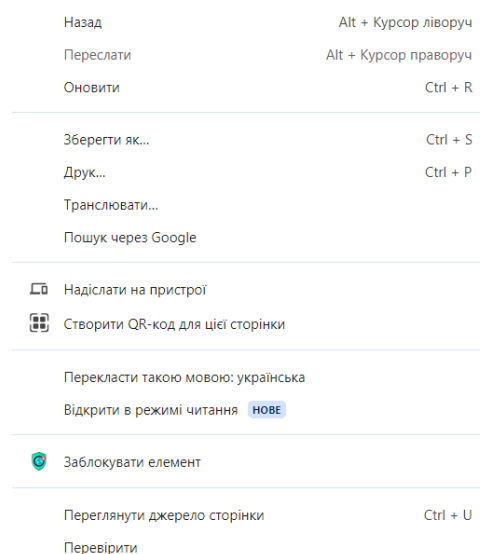 Назад Alt + Курсор ліворуч
Переслати Alt + Курсор праворуч
Оновити Ctrl + R
Зберегти як... Ctrl + S
Друк... Ctrl + P
Транслювати...
Пошук через Google
Надіслати на пристрої
Створити QR-код для цієї сторінки
Перекласти такою мовою: українська
Відкрити в режимі читання НОВЕ
Заблокувати елемент
Переглянути джерело сторінки Ctrl + U
Перевірити